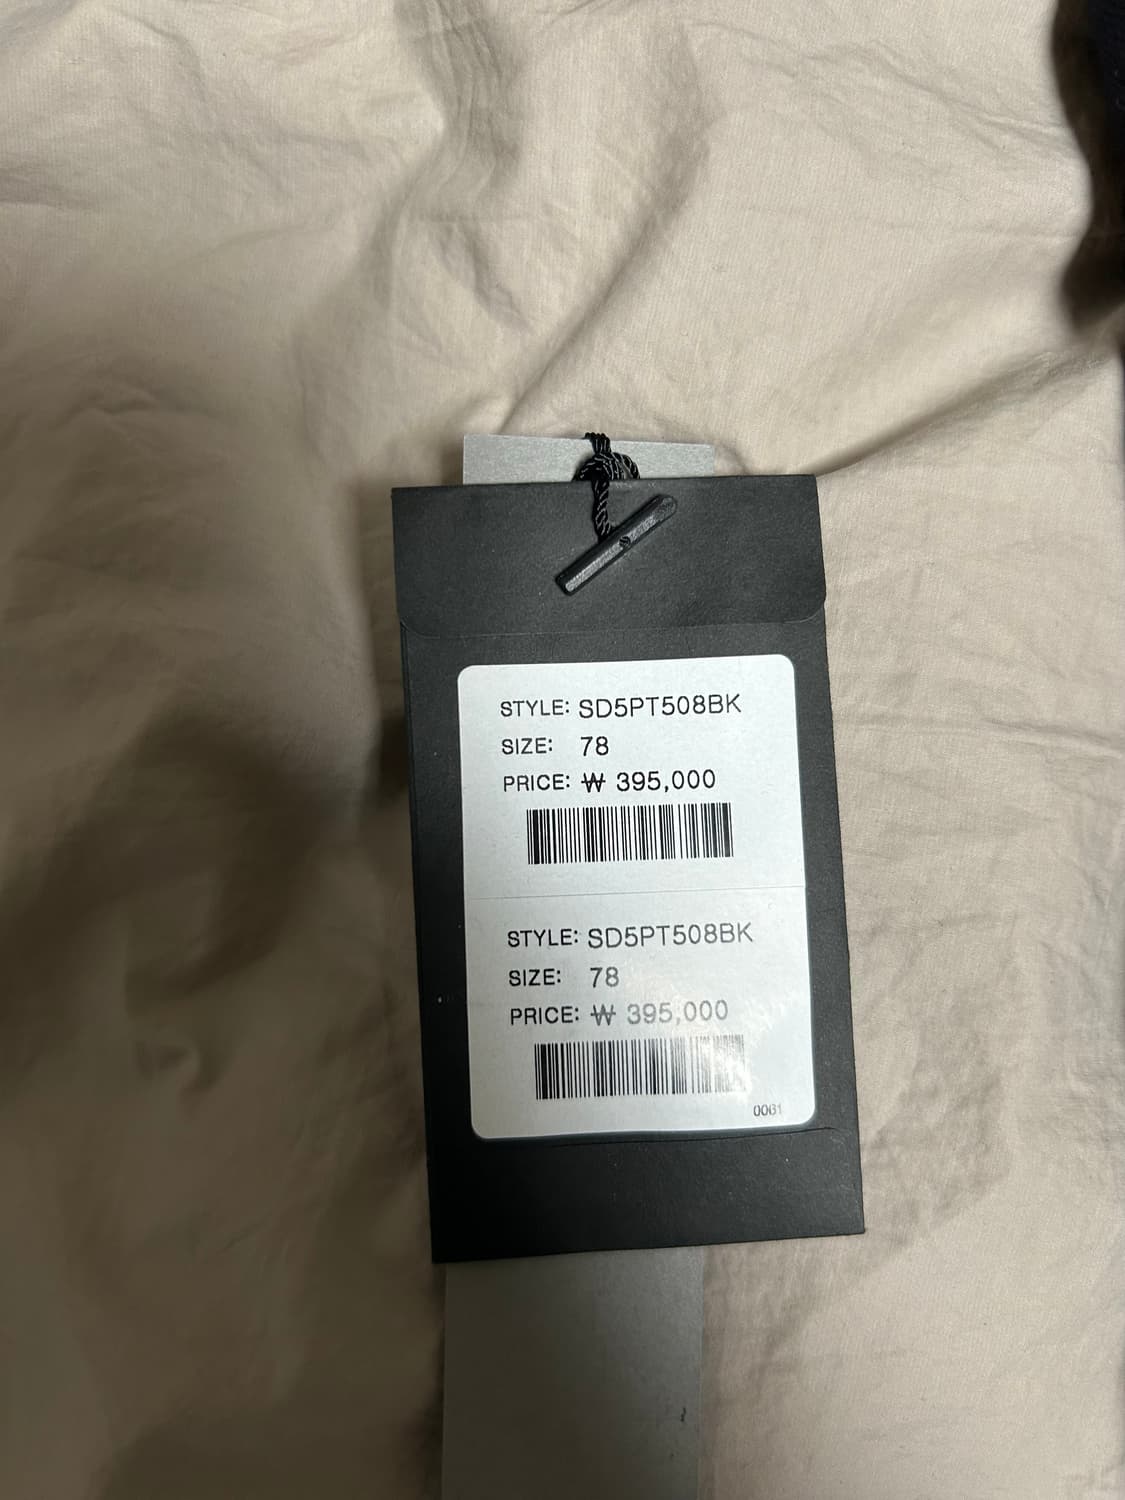 STYLE: SD5PT508BK
SIZE: 78
PRICE: ₩ 395,000
STYLE: SD5PT508BK
SIZE: 78
PRICE: ₩ 395,000
0061